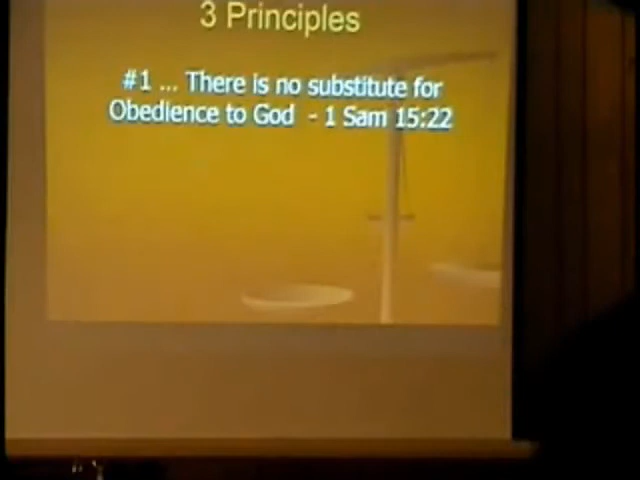 3 Principles
#1 ... There is no substitute for
Obedience to God - 1 Sam 15:22